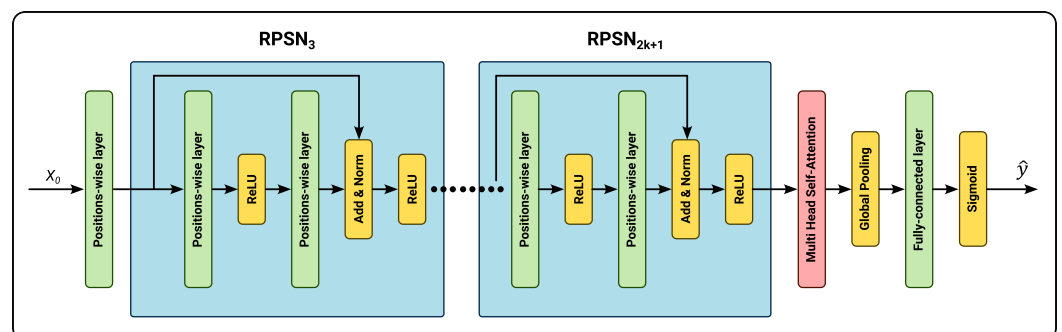 RPSN3
RPSN2k+1
X0
Positions-wise layer
Positions-wise layer
ReLU
Positions-wise layer
Add & Norm
ReLU
Positions-wise layer
ReLU
Positions-wise layer
Add & Norm
ReLU
Multi Head Self-Attention
Global Pooling
Fully-connected layer
Sigmoid
ŷ